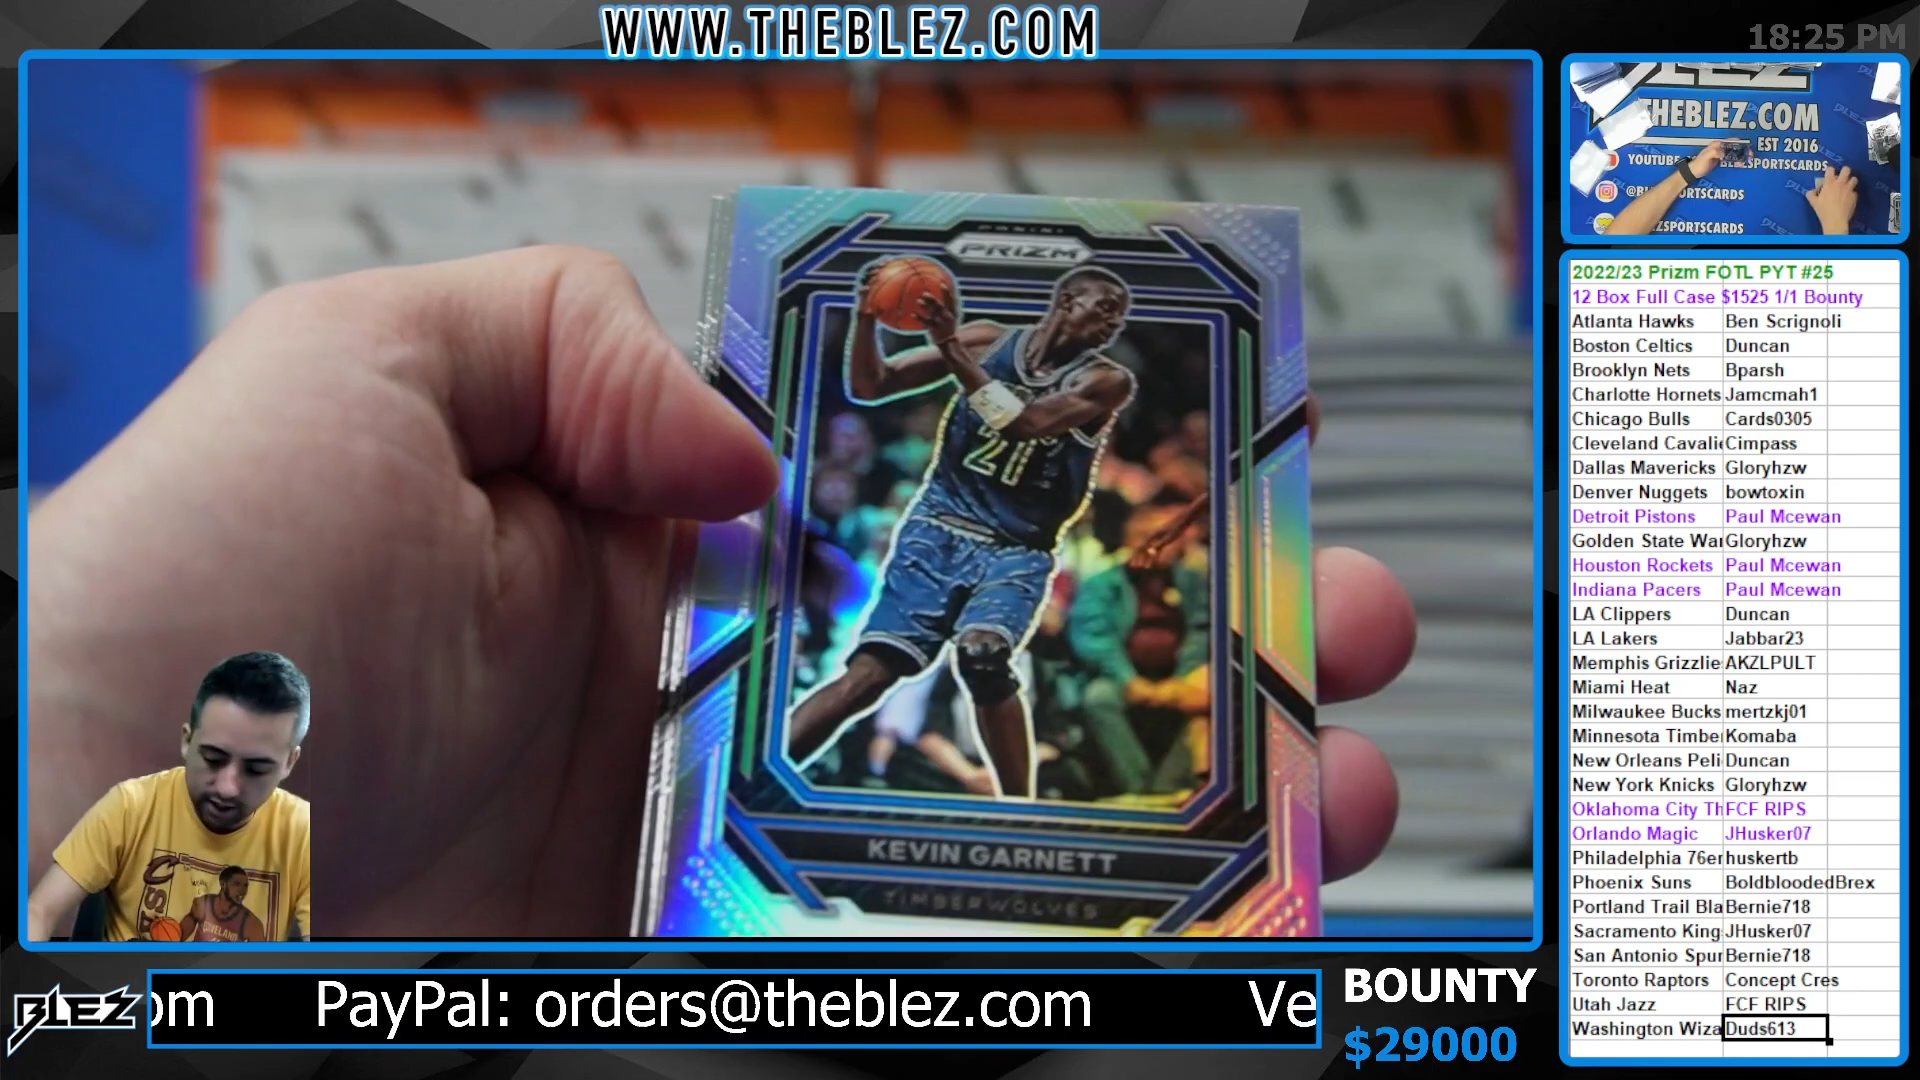 WWW.THEBLEZ.COM
18:25 PM
BLEZ
THEBLEZ.COM
EST 2016
YOUTUBE
SPORTSCARDS
PANINI
PRIZM
21
KEVIN GARNETT
TIMBERWOLVES
2022/23 Prizm FOTL PYT #25
12 Box Full Case $1525 1/1 Bounty
Atlanta Hawks Ben Scrignoli
Boston Celtics Duncan
Brooklyn Nets Bparsh
Charlotte Hornets Jamcmah1
Chicago Bulls Cards0305
Cleveland Cavalie Cimpass
Dallas Mavericks Gloryhzw
Denver Nuggets bowtoxin
Detroit Pistons Paul Mcewan
Golden State War Gloryhzw
Houston Rockets Paul Mcewan
Indiana Pacers Paul Mcewan
LA Clippers Duncan
LA Lakers Jabbar23
Memphis Grizzlie AKZLPULT
Miami Heat Naz
Milwaukee Bucks mertzkj01
Minnesota Timbe Komaba
New Orleans Peli Duncan
New York Knicks Gloryhzw
Oklahoma City Th FCF RIPS
Orlando Magic JHusker07
Philadelphia 76er huskertb
Phoenix Suns BoldbloodedBrex
Portland Trail Bla Bernie718
Sacramento King JHusker07
San Antonio Spur Bernie718
Toronto Raptors Concept Cres
Utah Jazz FCF RIPS
Washington Wiza Duds613
BLEZ
om PayPal: orders@theblez.com Ve
BOUNTY
$29000